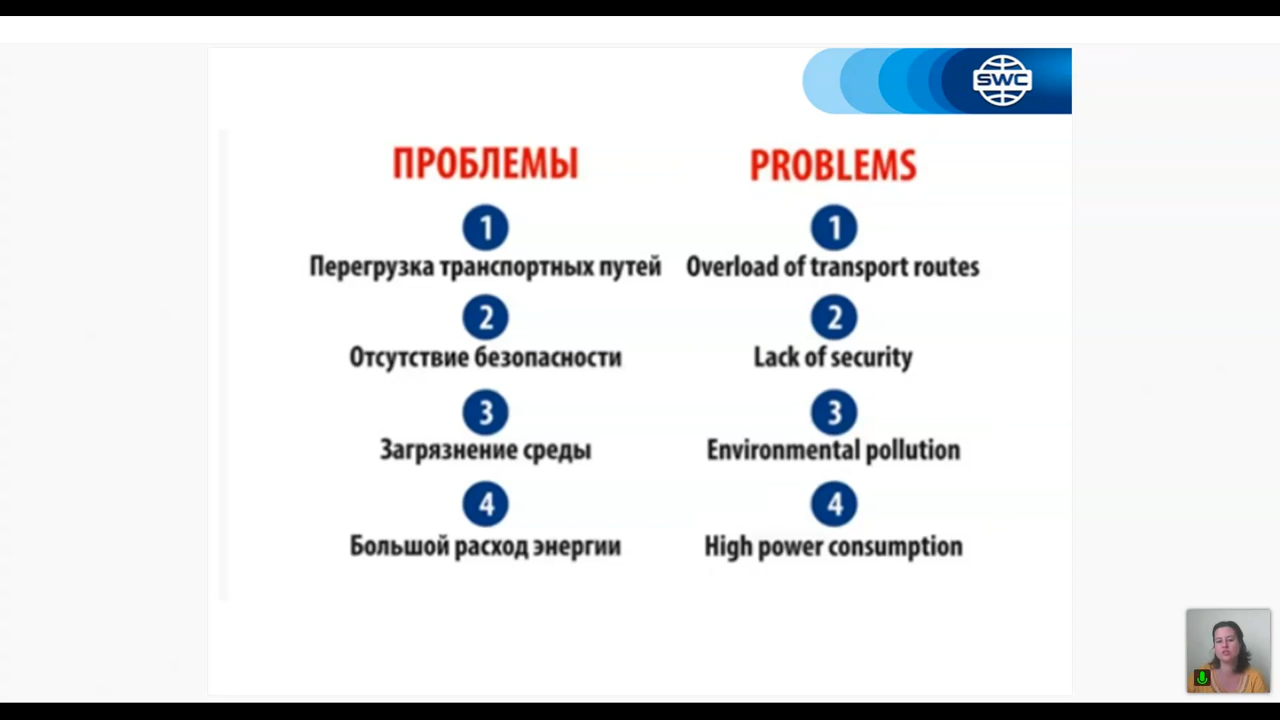 SWC
ПРОБЛЕМЫ
1
Перегрузка транспортных путей
2
Отсутствие безопасности
3
Загрязнение среды
4
Большой расход энергии
PROBLEMS
1
Overload of transport routes
2
Lack of security
3
Environmental pollution
4
High power consumption